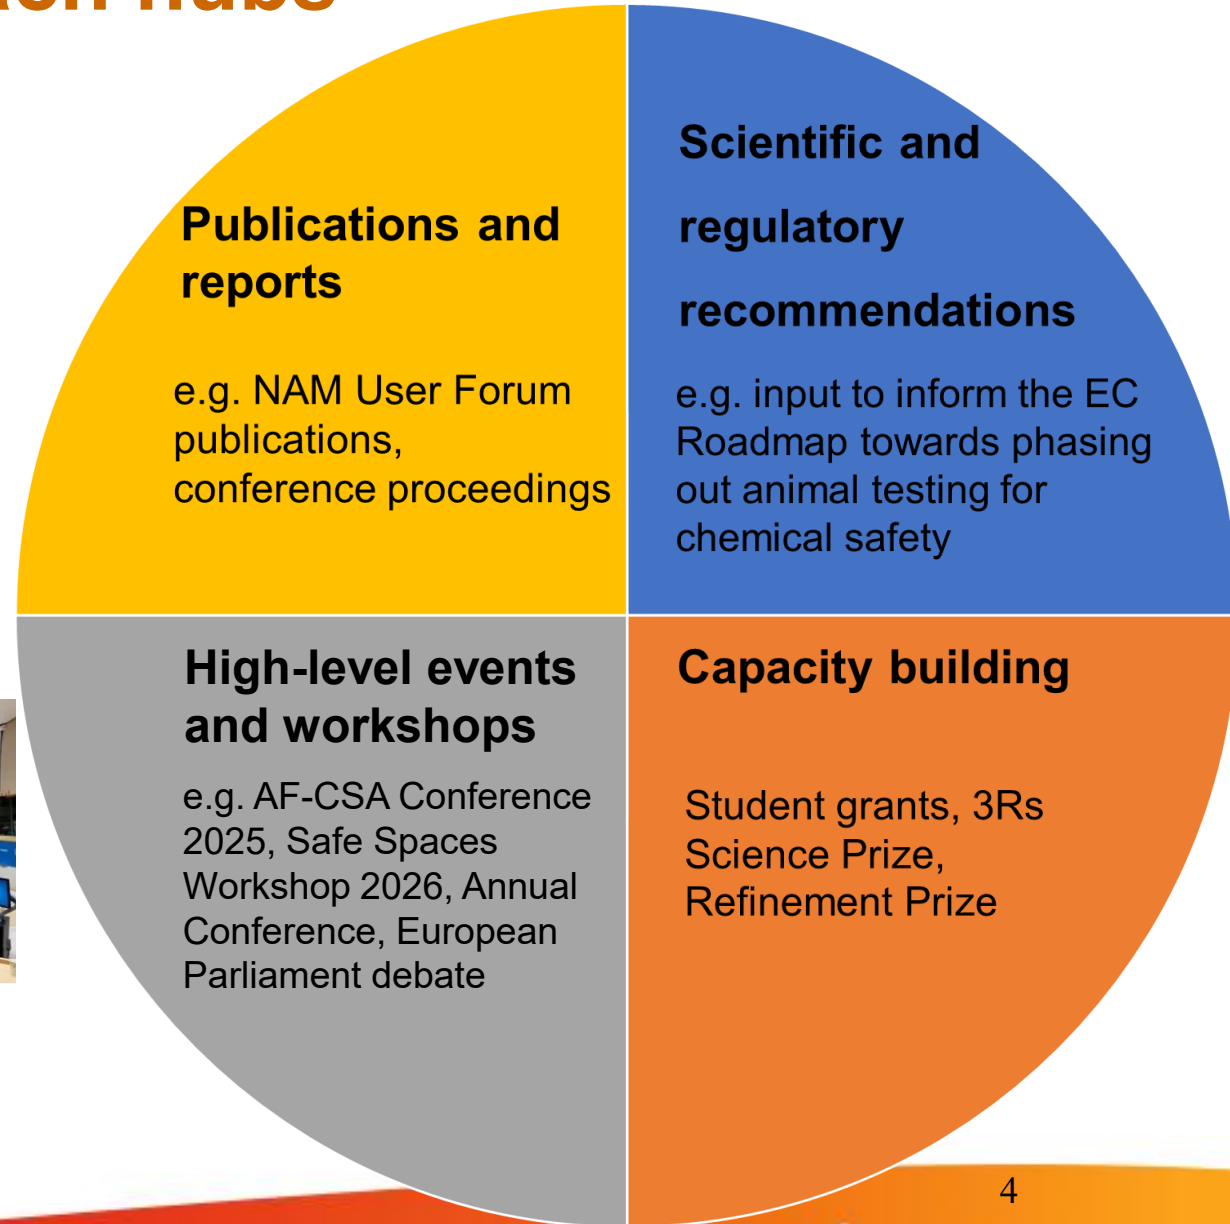 hubs
Publications and
reports
e.g. NAM User Forum
publications,
conference proceedings
Scientific and
regulatory
recommendations
e.g. input to inform the EC
Roadmap towards phasing
out animal testing for
chemical safety
High-level events
and workshops
e.g. AF-CSA Conference
2025, Safe Spaces
Workshop 2026, Annual
Conference, European
Parliament debate
Capacity building
Student grants, 3Rs
Science Prize,
Refinement Prize
4